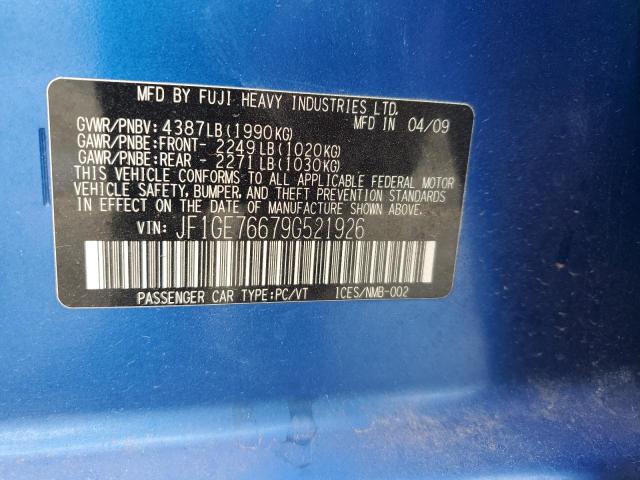 MFD BY FUJI HEAVY INDUSTRIES LTD.
MFD IN 04/09
GVWR/PNBV: 4387LB(1990KG)
GAWR/PNBE:FRONT- 2249LB(1020KG)
GAWR/PNBE:REAR - 2271LB(1030KG)
THIS VEHICLE CONFORMS TO ALL APPLICABLE FEDERAL MOTOR
VEHICLE SAFETY, BUMPER, AND THEFT PREVENTION STANDARDS
IN EFFECT ON THE DATE OF MANUFACTURE SHOWN ABOVE.
VIN: JF1GE76679G521926
PASSENGER CAR TYPE:PC/VT ICES/NMB-002